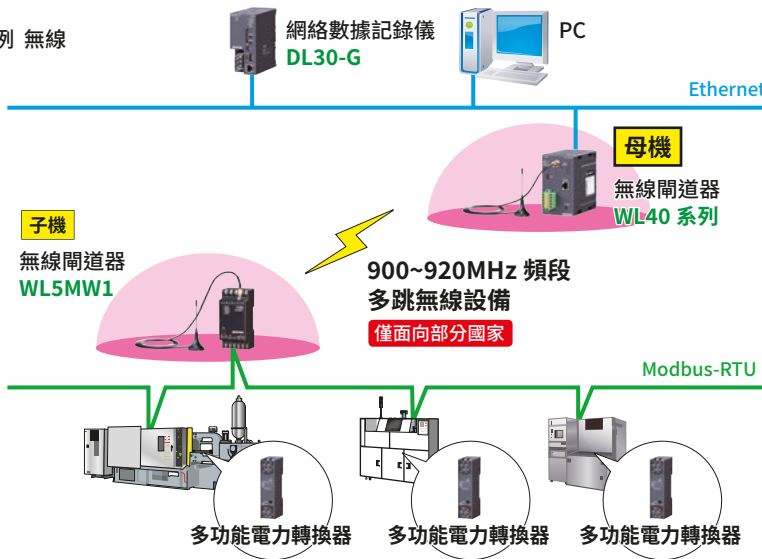 例 無線
網絡數據記錄儀
DL30-G
PC
Ethernet
母機
無線閘道器
WL40 系列
子機
無線閘道器
WL5MW1
900~920MHz 頻段
多跳無線設備
僅面向部分國家
Modbus-RTU
多功能電力轉換器
多功能電力轉換器
多功能電力轉換器